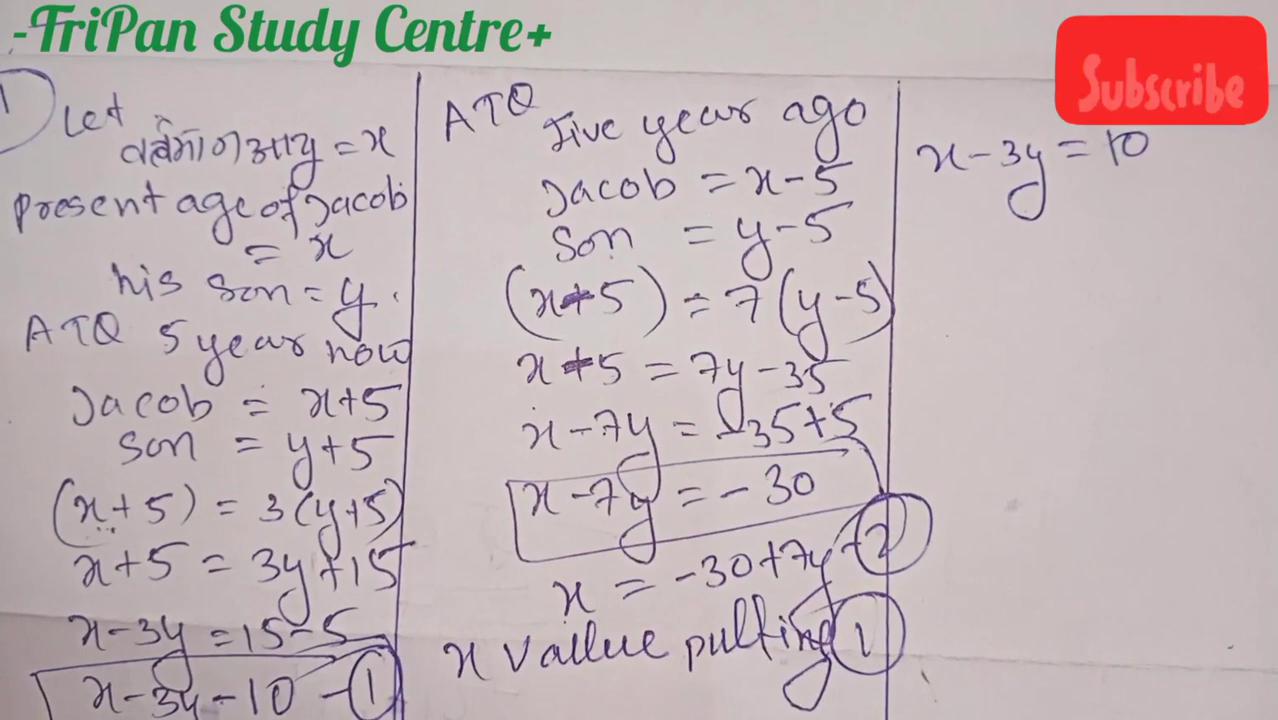 -TriPan Study Centre+
Subscribe
1) Let
वर्तमान आयु = x
Present age of Jacob
= x
his son = y.
ATQ 5 year now
Jacob = x+5
son = y+5
(x+5) = 3(y+5)
x+5 = 3y+15
x-3y = 15-5
x-3y-10 -(1)
ATQ Five year ago
Jacob = x-5
Son = y-5
(x-5) = 7(y-5)
x-5 = 7y-35
x-7y = -35+5
x-7y = -30
x = -30+7y -(2)
x vallue putting (1)
x-3y = 10